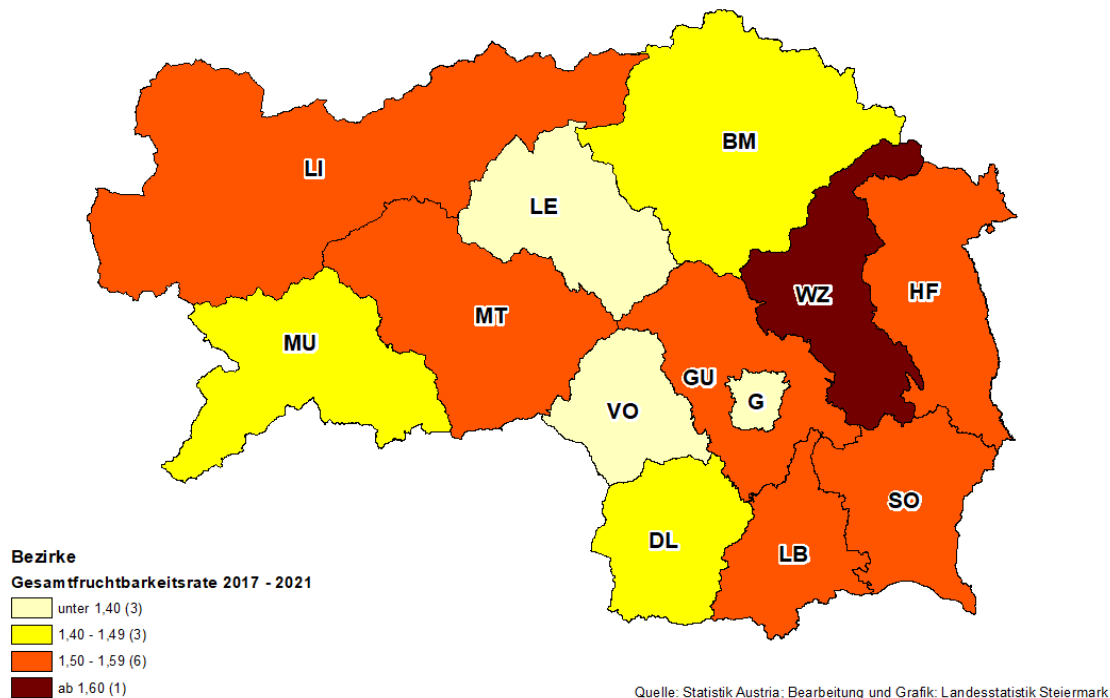 BM
LI
LE
WZ
HF
MT
MU
GU
G
VO
SO
DL
LB
Bezirke
Gesamtfruchtbarkeitsrate 2017 - 2021
unter 1,40 (3)
1,40 - 1,49 (3)
1,50 - 1,59 (6)
ab 1,60 (1)
Quelle: Statistik Austria; Bearbeitung und Grafik: Landesstatistik Steiermark